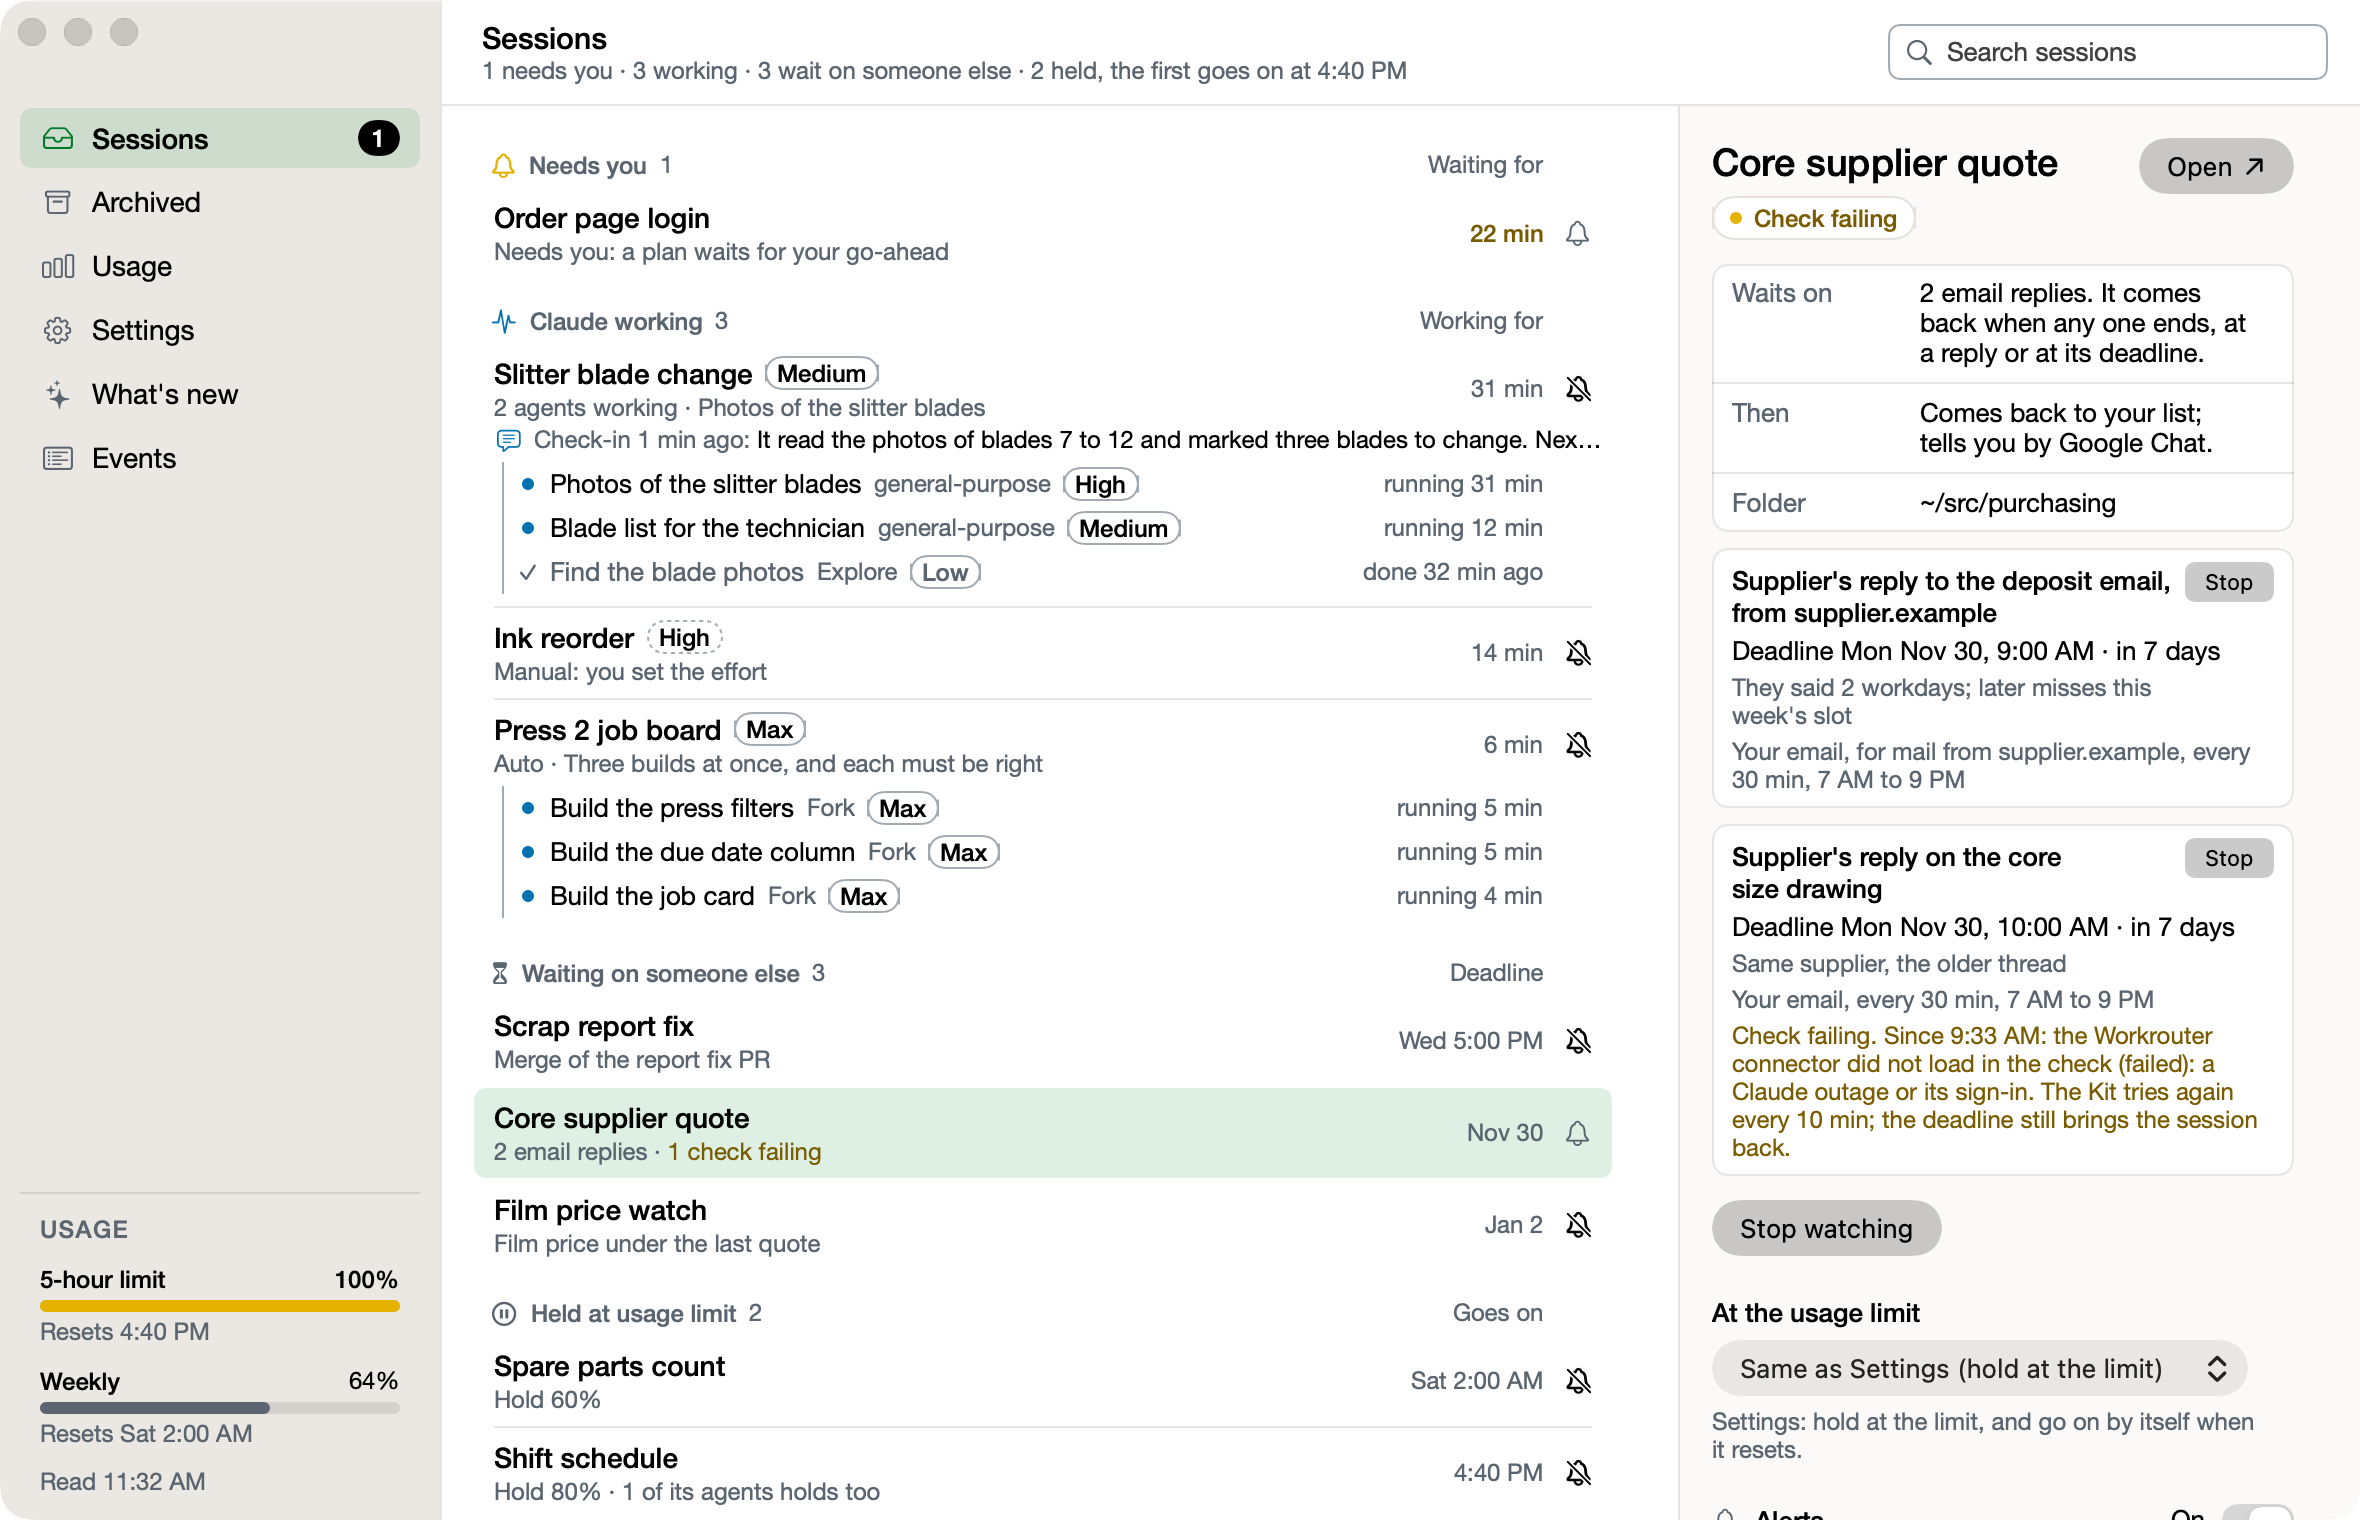 Sessions
1
Archived
Usage
Settings
What's new
Events
USAGE
5-hour limit 100%
Resets 4:40 PM
Weekly 64%
Resets Sat 2:00 AM
Read 11:32 AM
Sessions
1 needs you · 3 working · 3 wait on someone else · 2 held, the first goes on at 4:40 PM
Search sessions
Needs you 1 Waiting for
Order page login
Needs you: a plan waits for your go-ahead
22 min
Claude working 3 Working for
Slitter blade change Medium
2 agents working · Photos of the slitter blades
31 min
Check-in 1 min ago: It read the photos of blades 7 to 12 and marked three blades to change. Nex…
Photos of the slitter blades general-purpose High running 31 min
Blade list for the technician general-purpose Medium running 12 min
Find the blade photos Explore Low done 32 min ago
Ink reorder High
Manual: you set the effort
14 min
Press 2 job board Max
Auto · Three builds at once, and each must be right
6 min
Build the press filters Fork Max running 5 min
Build the due date column Fork Max running 5 min
Build the job card Fork Max running 4 min
Waiting on someone else 3 Deadline
Scrap report fix
Merge of the report fix PR
Wed 5:00 PM
Core supplier quote
2 email replies · 1 check failing
Nov 30
Film price watch
Film price under the last quote
Jan 2
Held at usage limit 2 Goes on
Spare parts count
Hold 60%
Sat 2:00 AM
Shift schedule
Hold 80% · 1 of its agents holds too
4:40 PM
Core supplier quote
Open
Check failing
Waits on 2 email replies. It comes
back when any one ends, at
a reply or at its deadline.
Then Comes back to your list;
tells you by Google Chat.
Folder ~/src/purchasing
Supplier's reply to the deposit email,
from supplier.example
Stop
Deadline Mon Nov 30, 9:00 AM · in 7 days
They said 2 workdays; later misses this
week's slot
Your email, for mail from supplier.example, every
30 min, 7 AM to 9 PM
Supplier's reply on the core
size drawing
Stop
Deadline Mon Nov 30, 10:00 AM · in 7 days
Same supplier, the older thread
Your email, every 30 min, 7 AM to 9 PM
Check failing. Since 9:33 AM: the Workrouter
connector did not load in the check (failed): a
Claude outage or its sign-in. The Kit tries again
every 10 min; the deadline still brings the session
back.
Stop watching
At the usage limit
Same as Settings (hold at the limit)
Settings: hold at the limit, and go on by itself when
it resets.
Alerts On